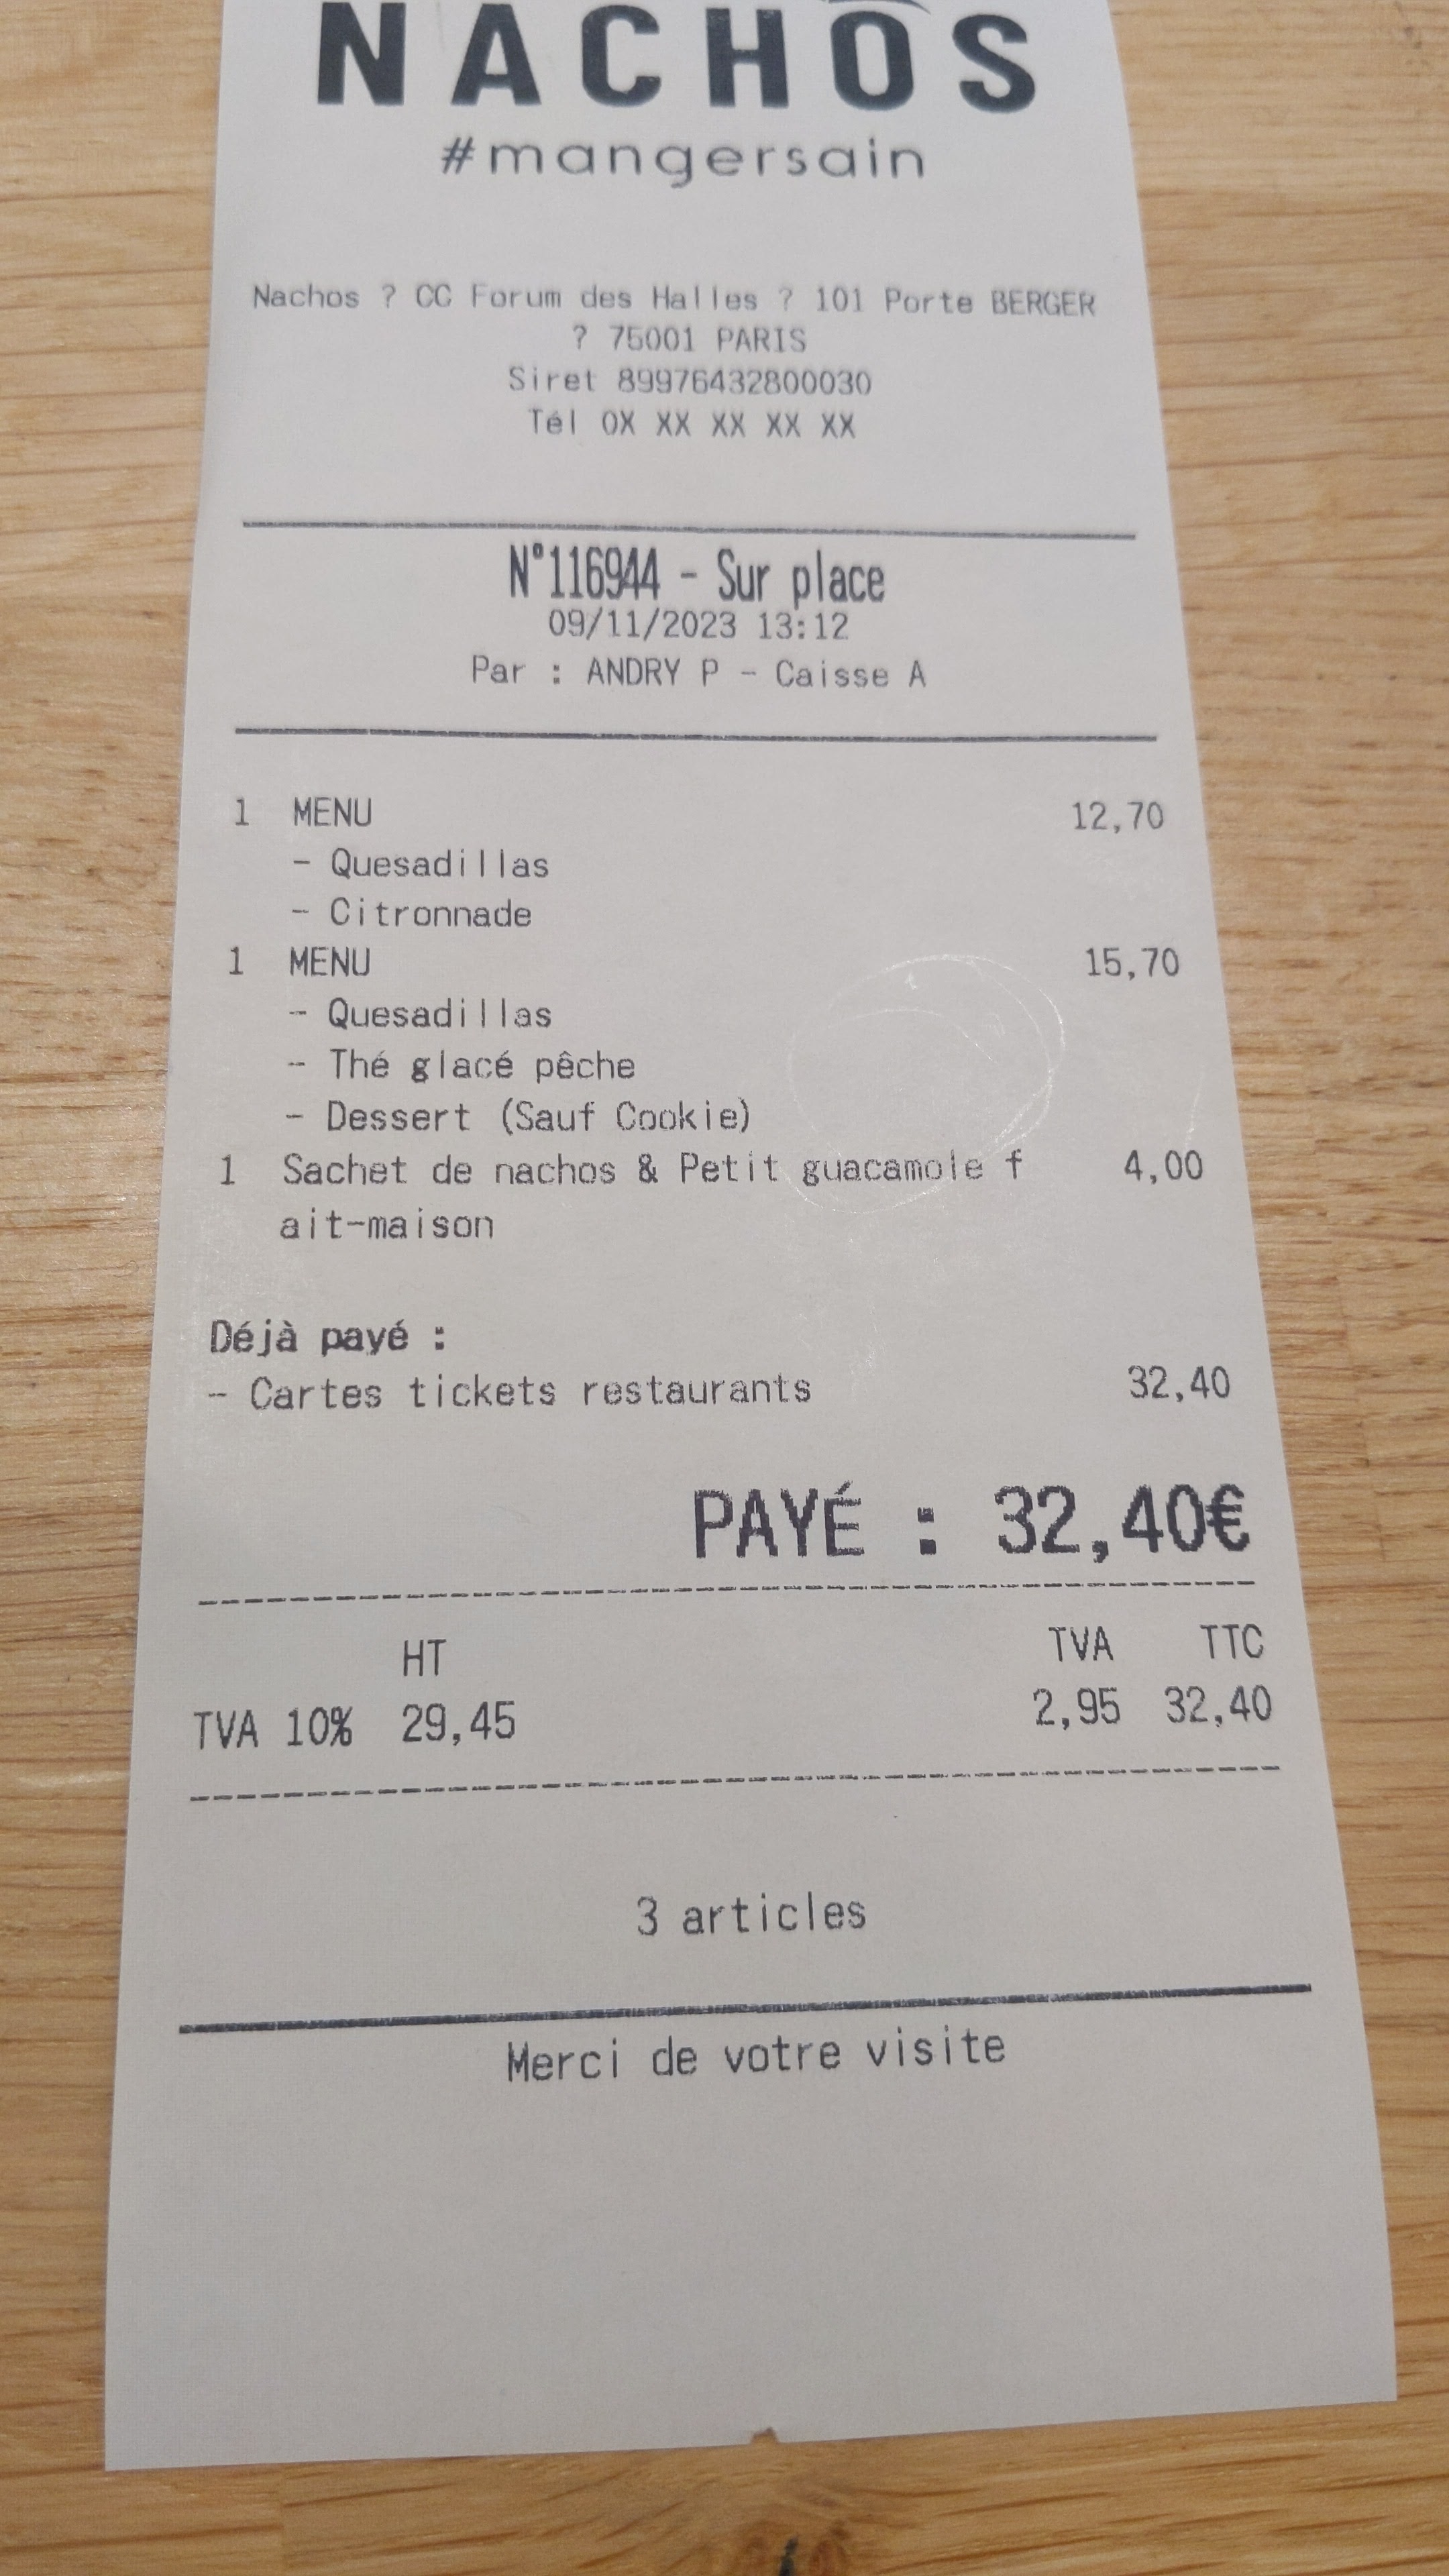 NACHOS
#mangersain
Nachos ? CC Forum des Halles ? 101 Porte BERGER
? 75001 PARIS
Siret 89976432800030
Tél 0X XX XX XX XX
N°116944 - Sur place
09/11/2023 13:12
Par : ANDRY P - Caisse A
1 MENU 12,70
- Quesadillas
- Citronnade
1 MENU 15,70
- Quesadillas
- Thé glacé pêche
- Dessert (Sauf Cookie)
1 Sachet de nachos & Petit guacamole f 4,00
ait-maison
Déjà payé :
- Cartes tickets restaurants 32,40
PAYÉ : 32,40€
HT TVA TTC
TVA 10% 29,45 2,95 32,40
3 articles
Merci de votre visite